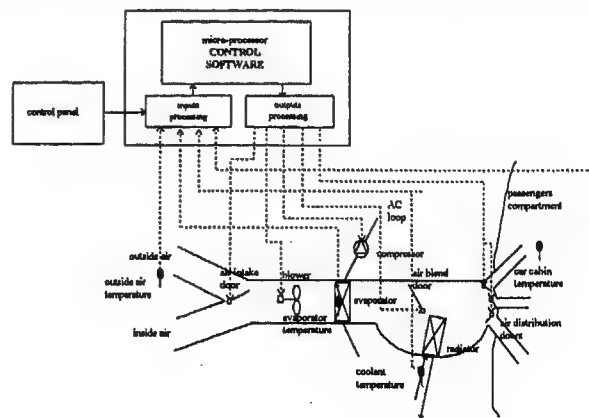 micro-processor
CONTROL
SOFTWARE
control panel
inputs
processing
outputs
processing
AC
loop
passengers
compartment
compressor
outside air
outside air
temperature
air intake
door
blower
evaporator
evaporator
temperature
air blend
door
car cabin
temperature
inside air
air distribution
doors
radiator
coolant
temperature